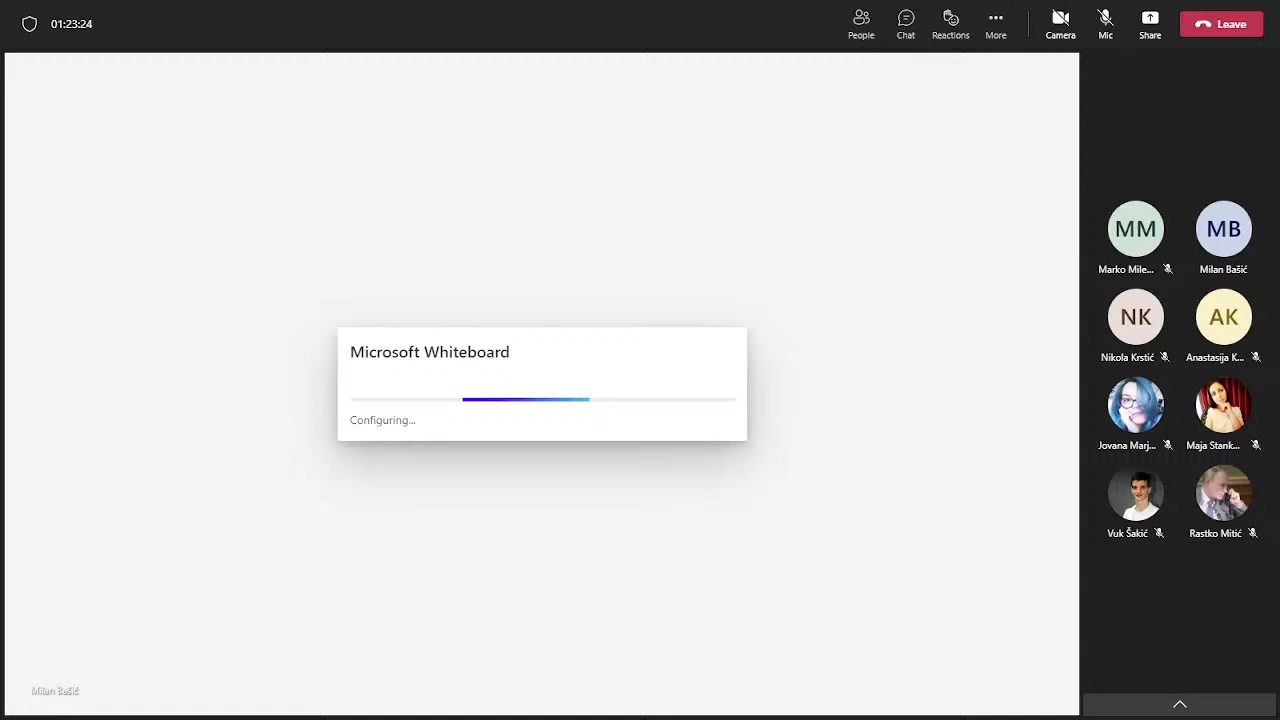 01:23:24
People
Chat
Reactions
More
Camera
Mic
Share
Leave
MM
MB
Marko Mile...
Milan Bašić
NK
AK
Nikola Krstić
Anastasija K...
Jovana Marj...
Maja Stank...
Vuk Šakić
Rastko Mitić
Microsoft Whiteboard
Configuring...
Milan Bašić